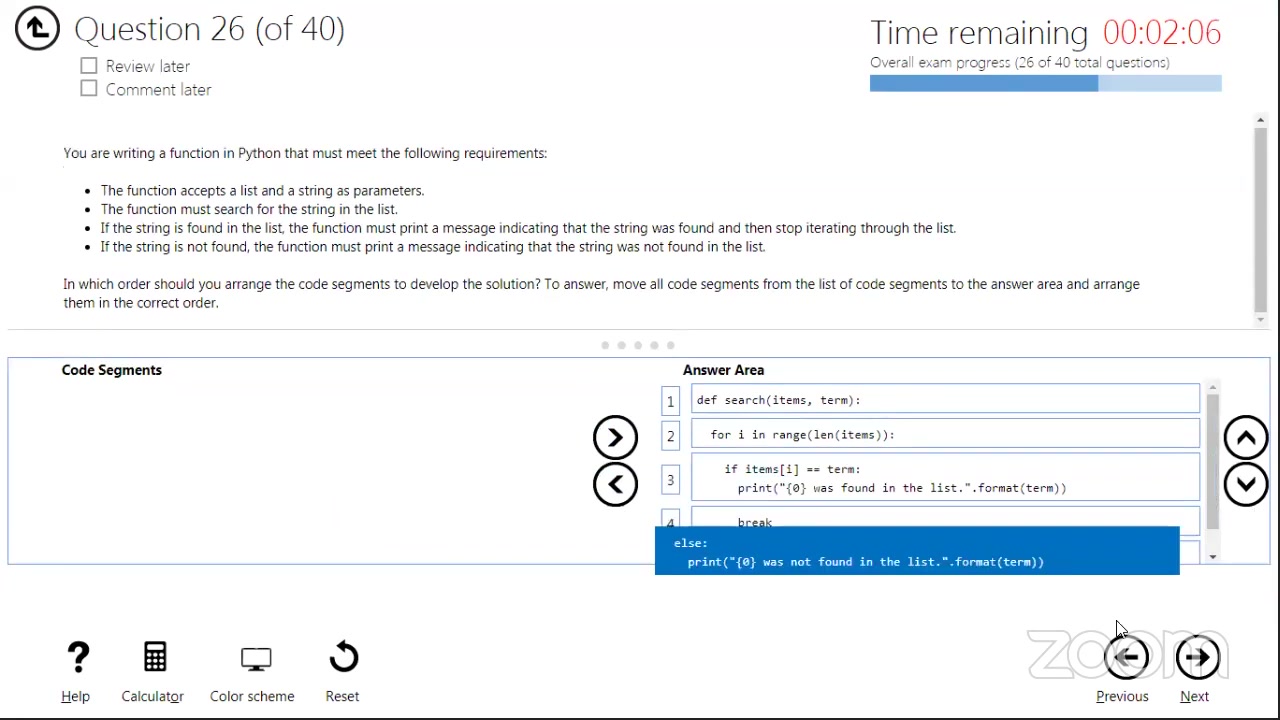 Question 26 (of 40)
Review later
Comment later
Time remaining 00:02:06
Overall exam progress (26 of 40 total questions)
You are writing a function in Python that must meet the following requirements:
• The function accepts a list and a string as parameters.
• The function must search for the string in the list.
• If the string is found in the list, the function must print a message indicating that the string was found and then stop iterating through the list.
• If the string is not found, the function must print a message indicating that the string was not found in the list.
In which order should you arrange the code segments to develop the solution? To answer, move all code segments from the list of code segments to the answer area and arrange
them in the correct order.
Code Segments
Answer Area
1 def search(items, term):
2 for i in range(len(items)):
3 if items[i] == term:
print("{0} was found in the list.".format(term))
4 break
else:
print("{0} was not found in the list.".format(term))
zoom
Help
Calculator
Color scheme
Reset
Previous
Next